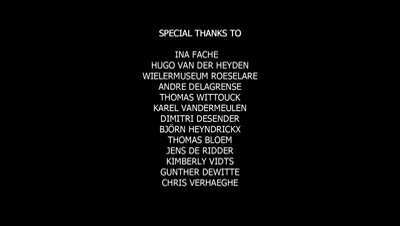 SPECIAL THANKS TO
INA FACHE
HUGO VAN DER HEYDEN
WIELERMUSEUM ROESELARE
ANDRE DELAGRENSE
THOMAS WITTOUCK
KAREL VANDERMEULEN
DIMITRI DESENDER
BJÖRN HEYNDRICKX
THOMAS BLOEM
JENS DE RIDDER
KIMBERLY VIDTS
GUNTHER DEWITTE
CHRIS VERHAEGHE